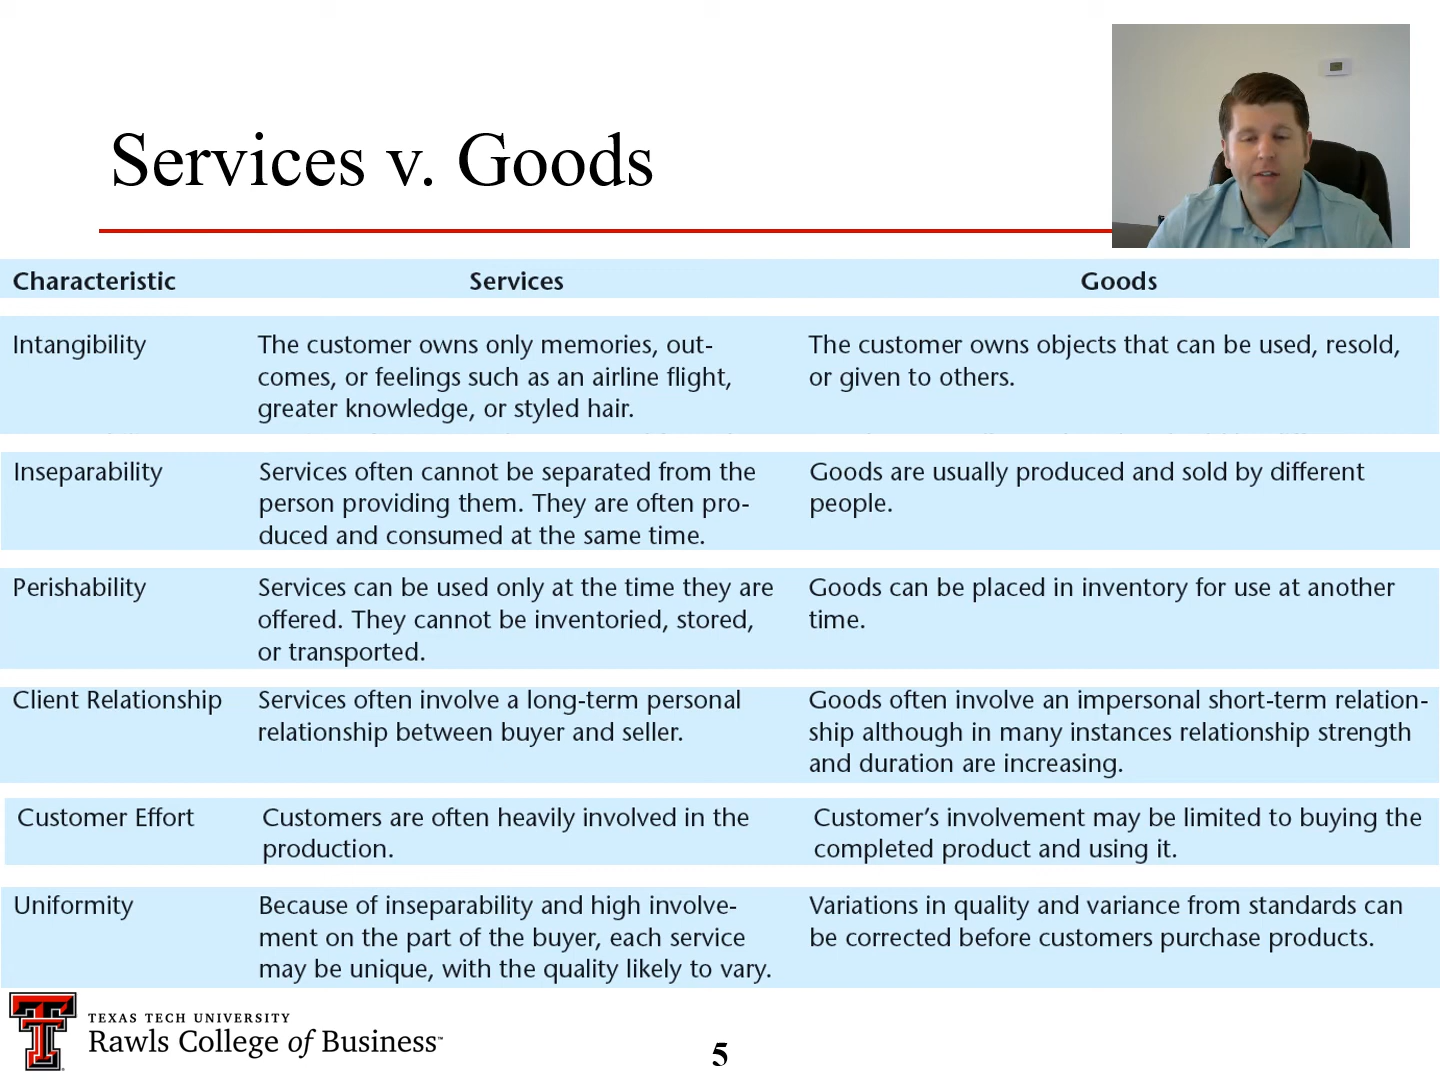 Services v. Goods
Characteristic Services Goods
Intangibility
The customer owns only memories, out-
comes, or feelings such as an airline flight,
greater knowledge, or styled hair.
The customer owns objects that can be used, resold,
or given to others.
Inseparability
Services often cannot be separated from the
person providing them. They are often pro-
duced and consumed at the same time.
Goods are usually produced and sold by different
people.
Perishability
Services can be used only at the time they are
offered. They cannot be inventoried, stored,
or transported.
Goods can be placed in inventory for use at another
time.
Client Relationship
Services often involve a long-term personal
relationship between buyer and seller.
Goods often involve an impersonal short-term relation-
ship although in many instances relationship strength
and duration are increasing.
Customer Effort
Customers are often heavily involved in the
production.
Customer’s involvement may be limited to buying the
completed product and using it.
Uniformity
Because of inseparability and high involve-
ment on the part of the buyer, each service
may be unique, with the quality likely to vary.
Variations in quality and variance from standards can
be corrected before customers purchase products.
TEXAS TECH UNIVERSITY
Rawls College of Business™
5